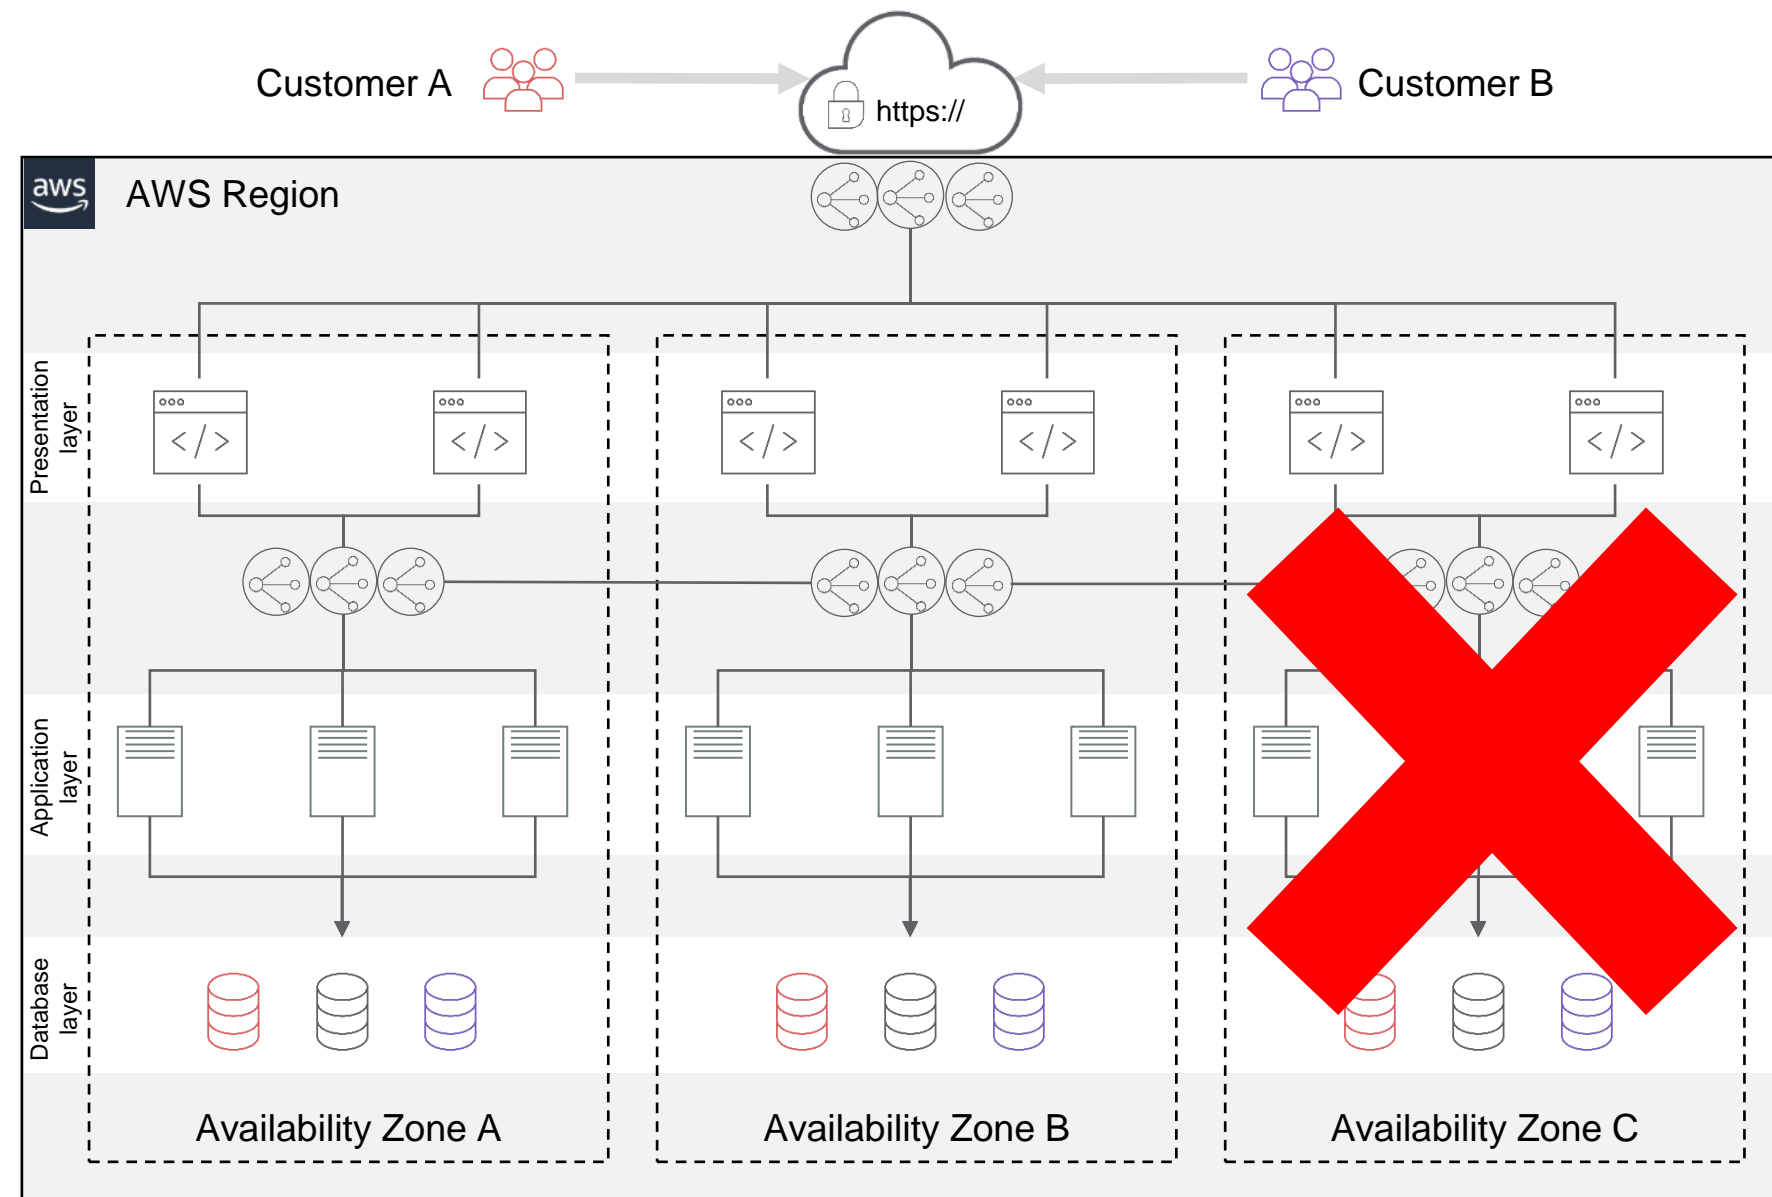 Customer A
https://
Customer B
aws
AWS Region
Presentation
layer
</>
</>
</>
</>
</>
</>
Application
layer
Database
layer
Availability Zone A
Availability Zone B
Availability Zone C